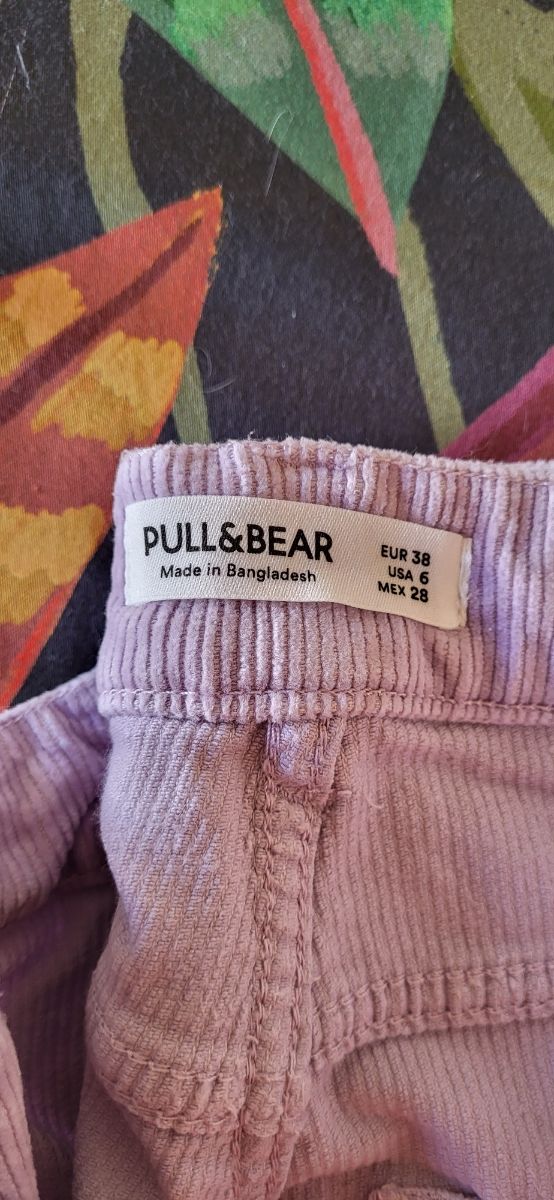 PULL&BEAR
Made in Bangladesh
EUR 38
USA 6
MEX 28